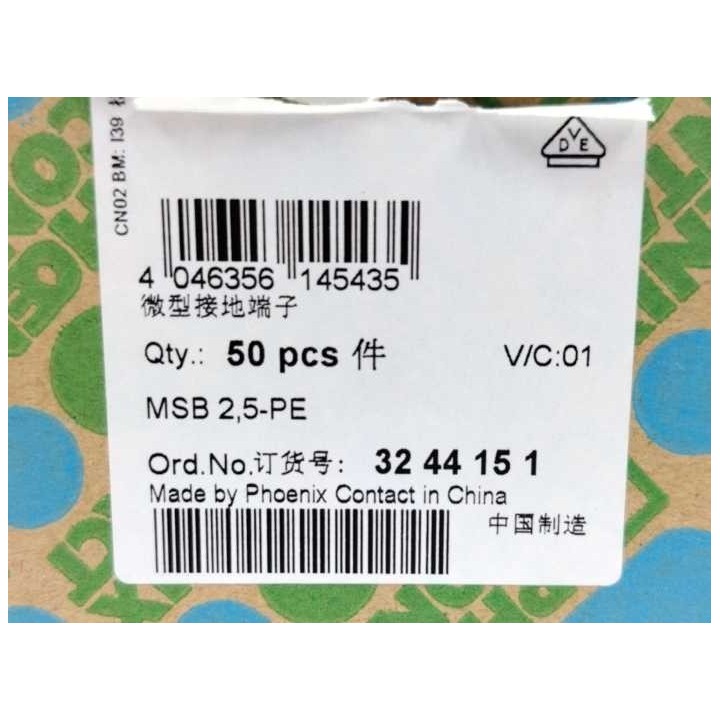 CN02 BM: I39
VDE
4 046356 145435
微型接地端子
Qty.: 50 pcs 件 V/C:01
MSB 2,5-PE
Ord.No.订货号: 32 44 15 1
Made by Phoenix Contact in China
中国制造